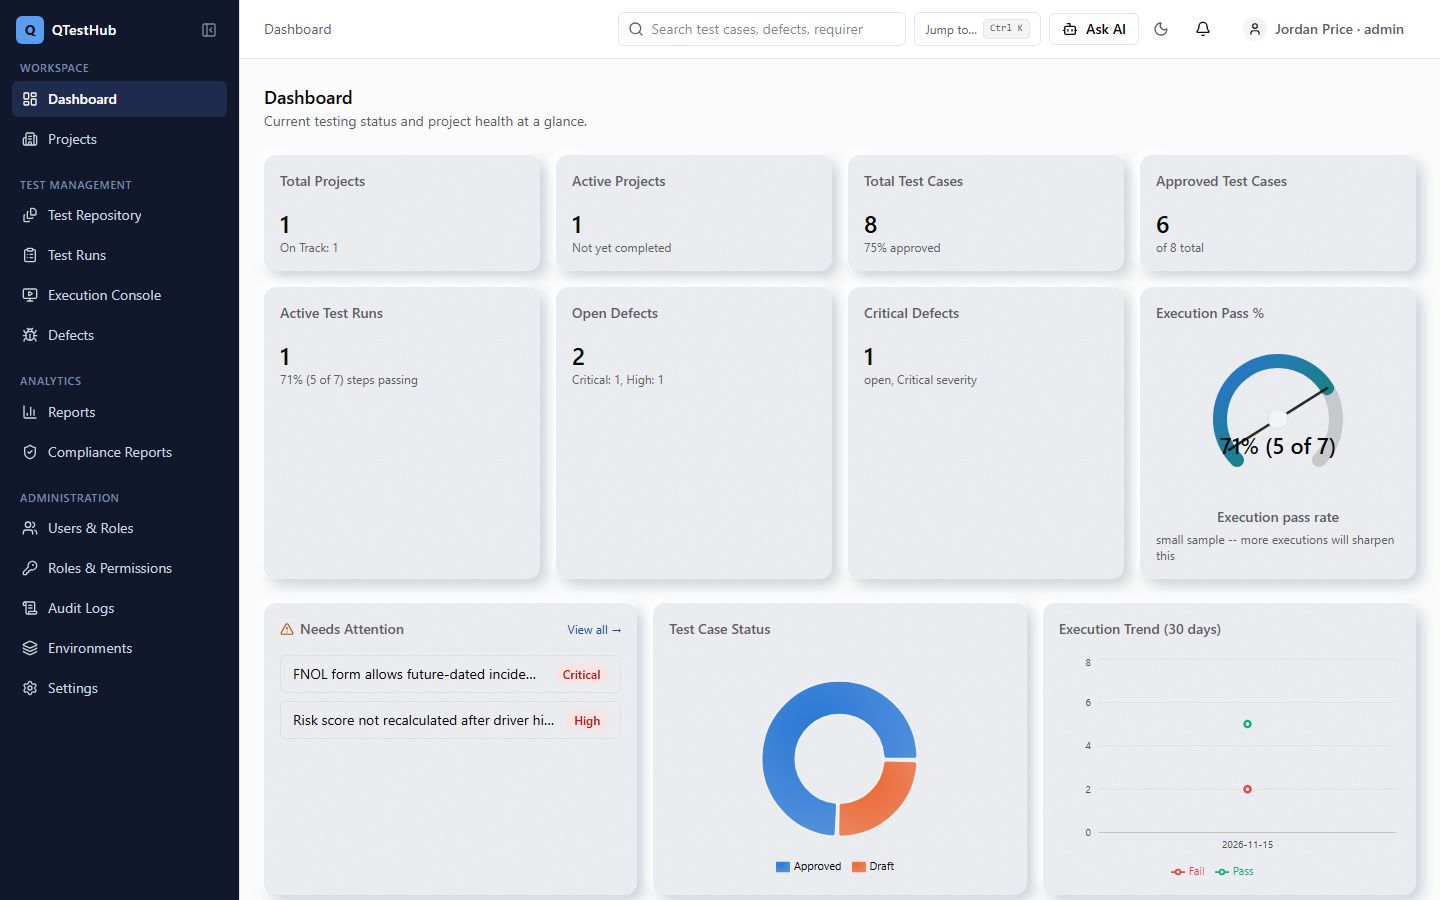 Q QTestHub
WORKSPACE
Dashboard
Projects
TEST MANAGEMENT
Test Repository
Test Runs
Execution Console
Defects
ANALYTICS
Reports
Compliance Reports
ADMINISTRATION
Users & Roles
Roles & Permissions
Audit Logs
Environments
Settings
Dashboard
Search test cases, defects, requirer
Jump to... Ctrl K
Ask AI
Jordan Price · admin
Dashboard
Current testing status and project health at a glance.
Total Projects
1
On Track: 1
Active Projects
1
Not yet completed
Total Test Cases
8
75% approved
Approved Test Cases
6
of 8 total
Active Test Runs
1
71% (5 of 7) steps passing
Open Defects
2
Critical: 1, High: 1
Critical Defects
1
open, Critical severity
Execution Pass %
71% (5 of 7)
Execution pass rate
small sample -- more executions will sharpen
this
Needs Attention
View all →
FNOL form allows future-dated incide... Critical
Risk score not recalculated after driver hi... High
Test Case Status
Approved Draft
Execution Trend (30 days)
8
6
4
2
0
2026-11-15
Fail Pass